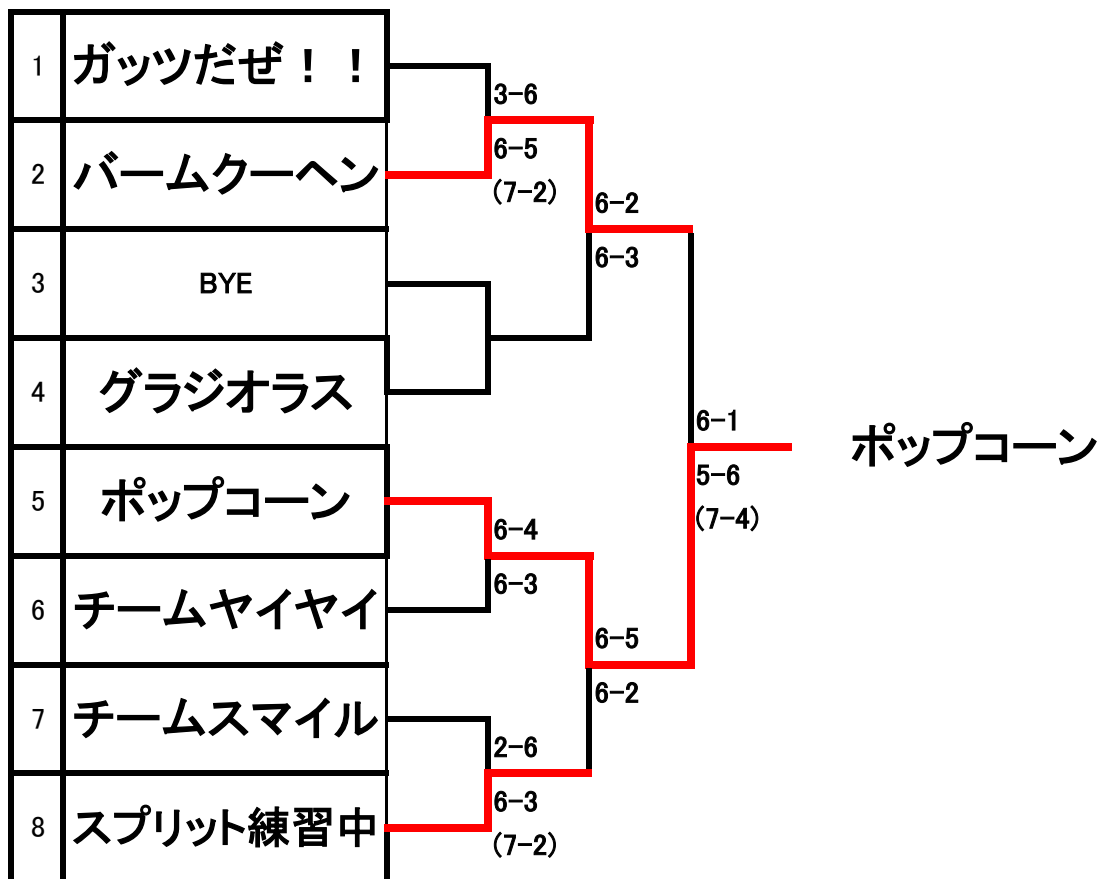 1 ガッツだぜ！！
3-6
2 バームクーヘン
6-5
(7-2)
6-2
3 BYE
6-3
4 グラジオラス
6-1
ポップコーン
5 ポップコーン
5-6
(7-4)
6-4
6 チームヤイヤイ
6-3
6-5
7 チームスマイル
6-2
2-6
8 スプリット練習中
6-3
(7-2)